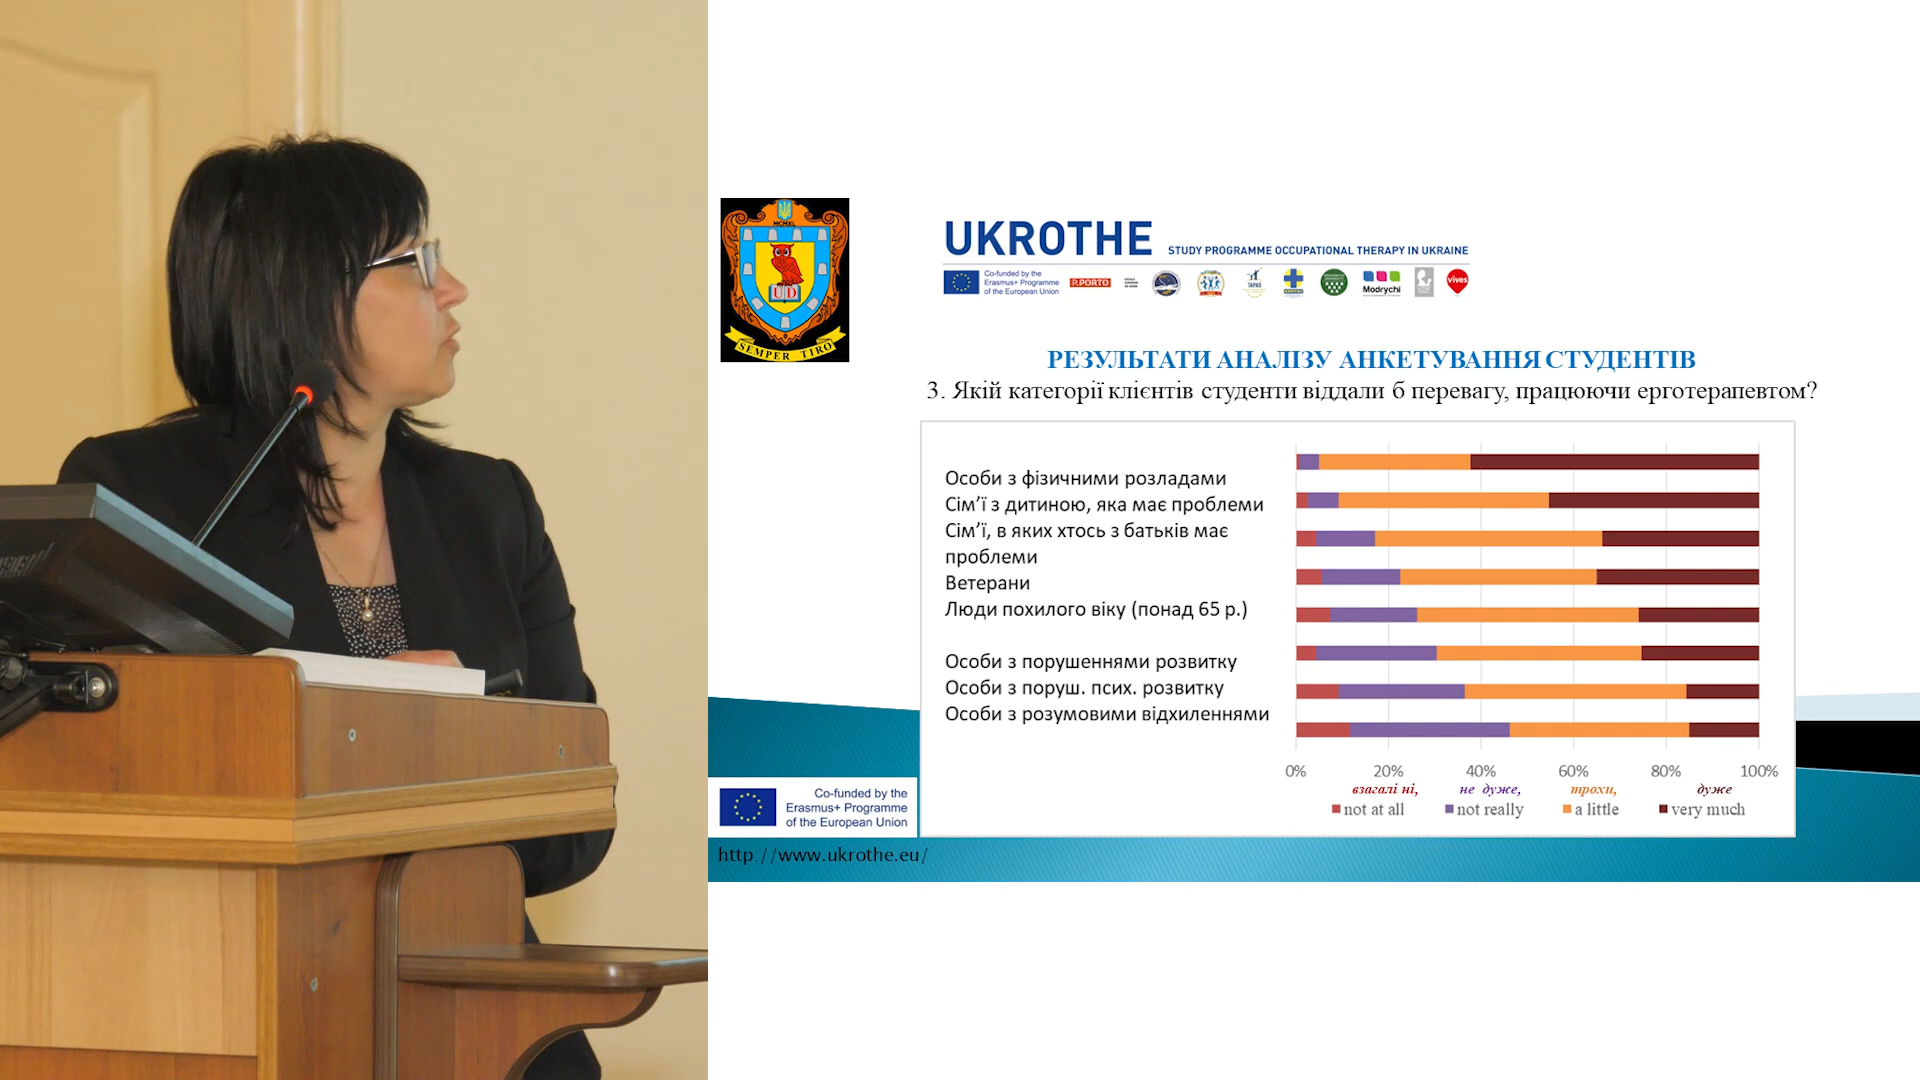 MCMXL
UD
SEMPER TIRO
UKROTHE
STUDY PROGRAMME OCCUPATIONAL THERAPY IN UKRAINE
Co-funded by the
Erasmus+ Programme
of the European Union
P.PORTO
TAPAS
Modrychi
vives
РЕЗУЛЬТАТИ АНАЛІЗУ АНКЕТУВАННЯ СТУДЕНТІВ
3. Якій категорії клієнтів студенти віддали б перевагу, працюючи ерготерапевтом?
Особи з фізичними розладами
Сім’ї з дитиною, яка має проблеми
Сім’ї, в яких хтось з батьків має
проблеми
Ветерани
Люди похилого віку (понад 65 р.)
Особи з порушеннями розвитку
Особи з поруш. псих. розвитку
Особи з розумовими відхиленнями
0% 20% 40% 60% 80% 100%
взагалі ні, не дуже, трохи, дуже
not at all not really a little very much
Co-funded by the
Erasmus+ Programme
of the European Union
http://www.ukrothe.eu/